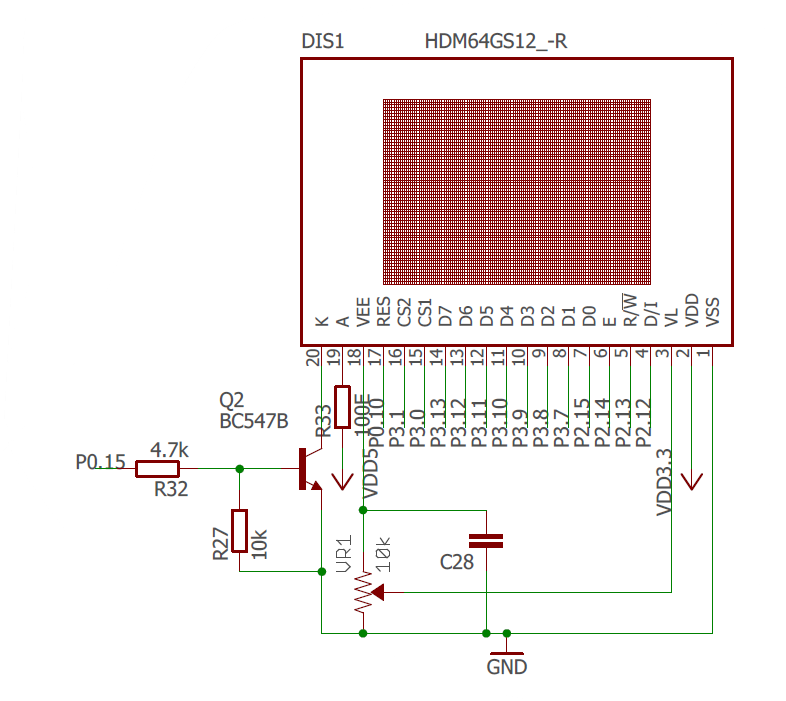 DIS1
HDM64GS12_-R
K
A
VEE
RES
CS2
CS1
D7
D6
D5
D4
D3
D2
D1
D0
E
R/W
D/I
VL
VDD
VSS
20
19
18
17
16
15
14
13
12
11
10
9
8
7
6
5
4
3
2
1
Q2
BC547B
R33
100E
P0.10
P3.1
P3.0
P3.13
P3.12
P3.11
P3.10
P3.9
P3.8
P3.7
P2.15
P2.14
P2.13
P2.12
P0.15
4.7k
R32
VDD5
VDD3.3
R27
10k
VR1
10k
C28
GND